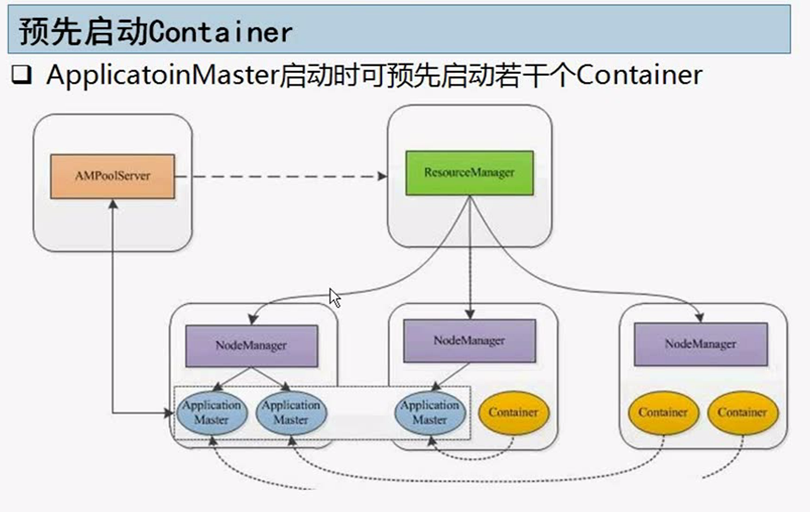 预先启动Container
ApplicatoinMaster启动时可预先启动若干个Container
AMPoolServer
ResourceManager
NodeManager
NodeManager
NodeManager
Application
Master
Application
Master
Application
Master
Container
Container
Container